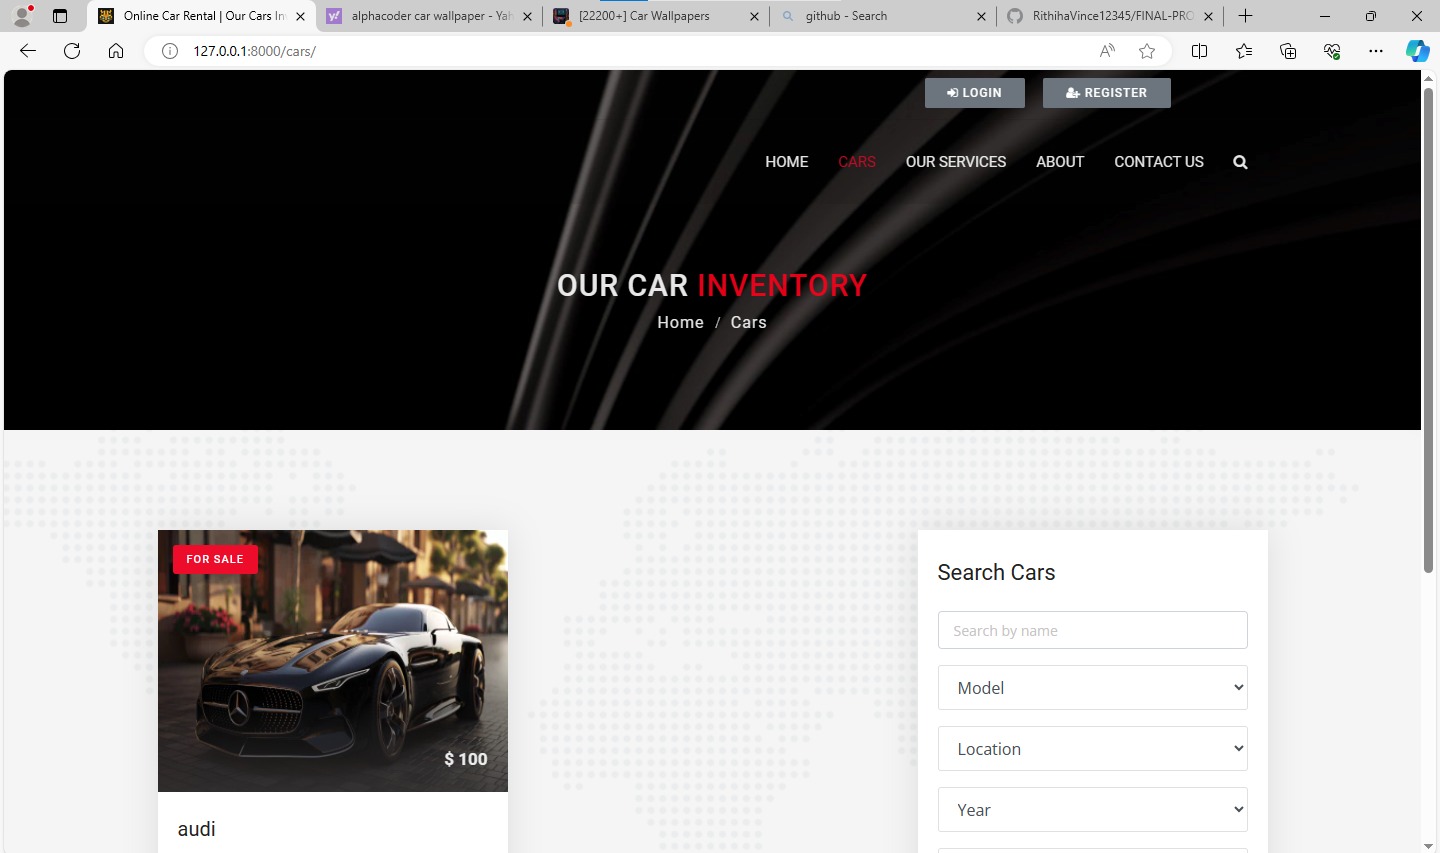 Online Car Rental | Our Cars In
alphacoder car wallpaper - Yah
[22200+] Car Wallpapers
github - Search
RithihaVince12345/FINAL-PRO
127.0.0.1:8000/cars/
LOGIN
REGISTER
HOME CARS OUR SERVICES ABOUT CONTACT US
OUR CAR INVENTORY
Home / Cars
FOR SALE
$ 100
audi
Search Cars
Search by name
Model
Location
Year